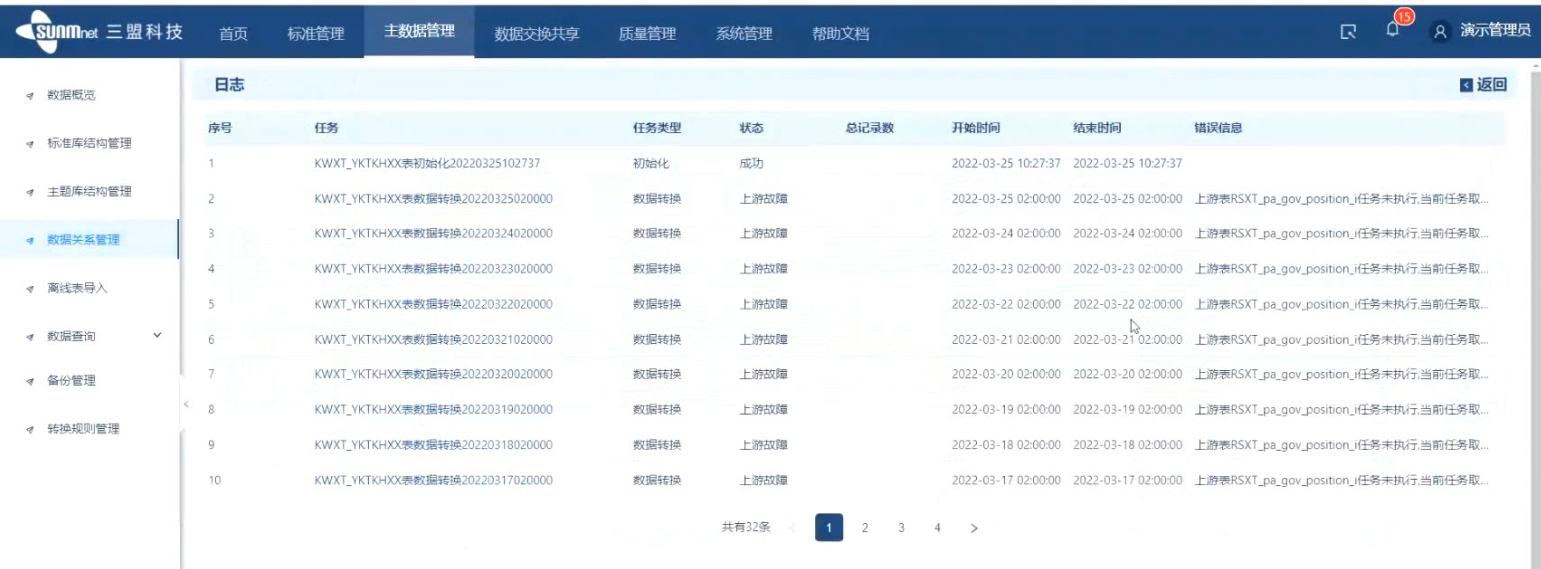 SUNMnet 三盟科技 首页 标准管理 主数据管理 数据交换共享 质量管理 系统管理 帮助文档 15 演示管理员
数据概览
标准库结构管理
主题库结构管理
数据关系管理
离线表导入
数据查询
备份管理
转换规则管理
日志 返回
序号 任务 任务类型 状态 总记录数 开始时间 结束时间 错误信息
1 KWXT_YKTKHXX表初始化20220325102737 初始化 成功 2022-03-25 10:27:37 2022-03-25 10:27:37
2 KWXT_YKTKHXX表数据转换20220325020000 数据转换 上游故障 2022-03-25 02:00:00 2022-03-25 02:00:00 上游表RSXT_pa_gov_position_i任务未执行,当前任务取...
3 KWXT_YKTKHXX表数据转换20220324020000 数据转换 上游故障 2022-03-24 02:00:00 2022-03-24 02:00:00 上游表RSXT_pa_gov_position_i任务未执行,当前任务取...
4 KWXT_YKTKHXX表数据转换20220323020000 数据转换 上游故障 2022-03-23 02:00:00 2022-03-23 02:00:00 上游表RSXT_pa_gov_position_i任务未执行,当前任务取...
5 KWXT_YKTKHXX表数据转换20220322020000 数据转换 上游故障 2022-03-22 02:00:00 2022-03-22 02:00:00 上游表RSXT_pa_gov_position_i任务未执行,当前任务取...
6 KWXT_YKTKHXX表数据转换20220321020000 数据转换 上游故障 2022-03-21 02:00:00 2022-03-21 02:00:00 上游表RSXT_pa_gov_position_i任务未执行,当前任务取...
7 KWXT_YKTKHXX表数据转换20220320020000 数据转换 上游故障 2022-03-20 02:00:00 2022-03-20 02:00:00 上游表RSXT_pa_gov_position_i任务未执行,当前任务取...
8 KWXT_YKTKHXX表数据转换20220319020000 数据转换 上游故障 2022-03-19 02:00:00 2022-03-19 02:00:00 上游表RSXT_pa_gov_position_i任务未执行,当前任务取...
9 KWXT_YKTKHXX表数据转换20220318020000 数据转换 上游故障 2022-03-18 02:00:00 2022-03-18 02:00:00 上游表RSXT_pa_gov_position_i任务未执行,当前任务取...
10 KWXT_YKTKHXX表数据转换20220317020000 数据转换 上游故障 2022-03-17 02:00:00 2022-03-17 02:00:00 上游表RSXT_pa_gov_position_i任务未执行,当前任务取...
共有32条 1 2 3 4